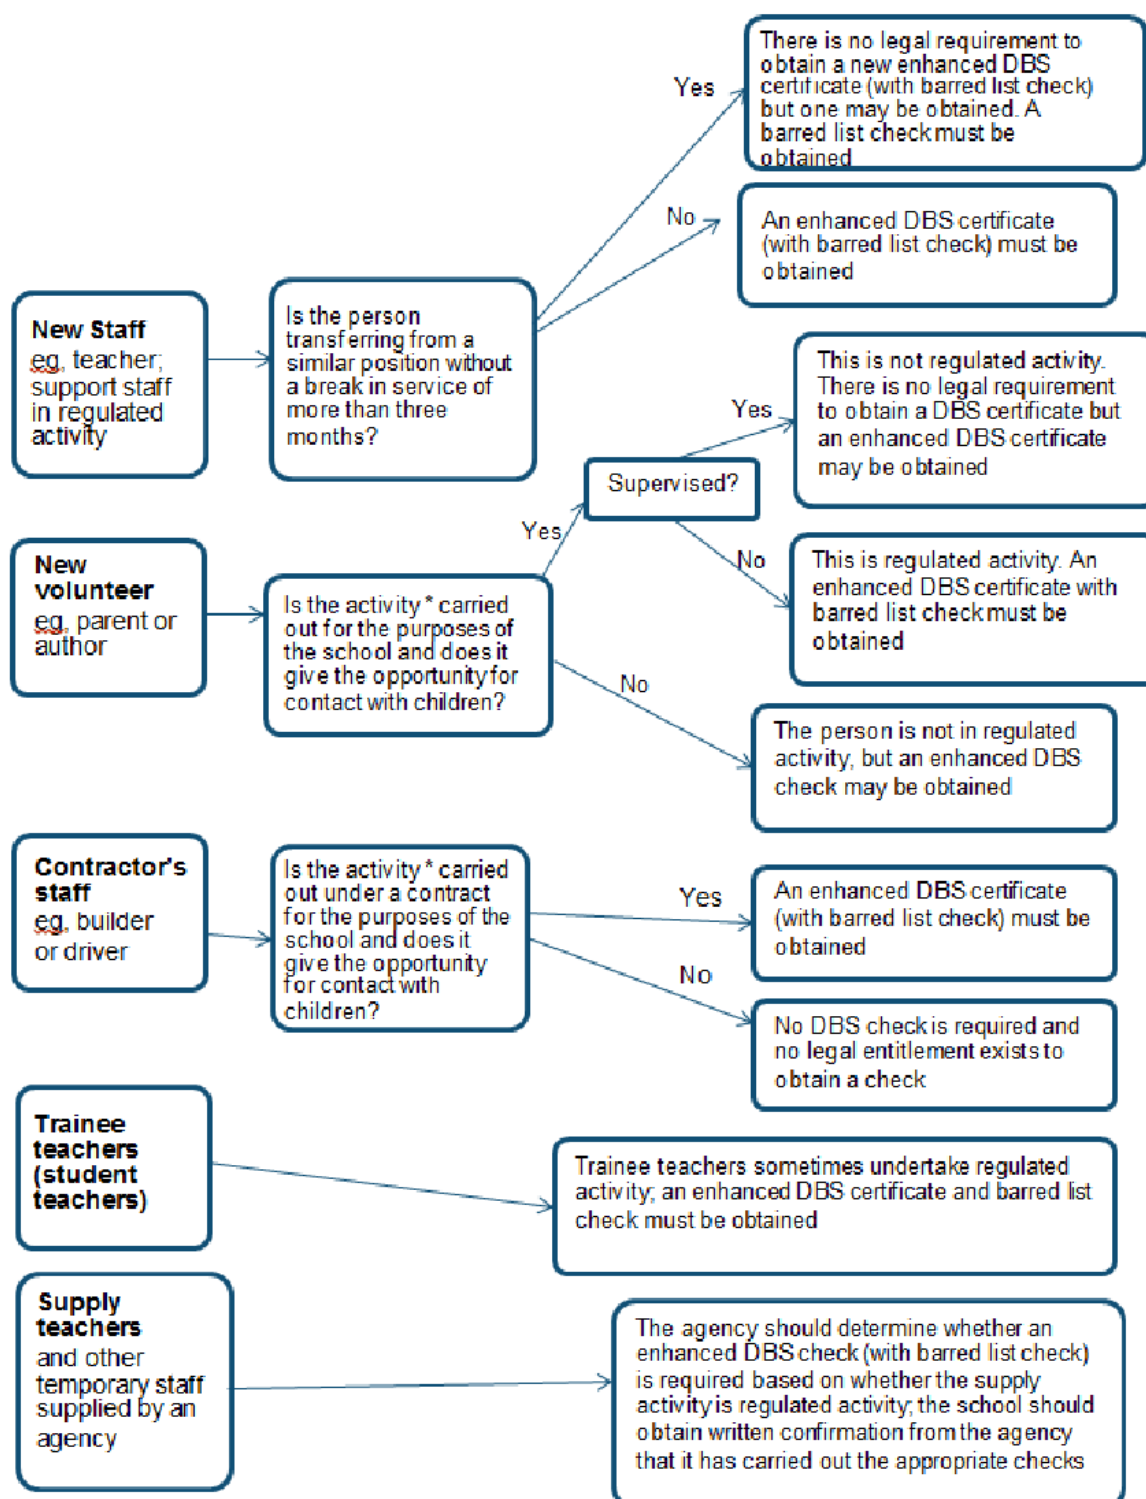 There is no legal requirement to
obtain a new enhanced DBS
certificate (with barred list check)
but one may be obtained. A
barred list check must be
obtained
Yes
No
An enhanced DBS certificate
(with barred list check) must be
obtained
New Staff
eg, teacher;
support staff
in regulated
activity
Is the person
transferring from a
similar position without
a break in service of
more than three
months?
This is not regulated activity.
There is no legal requirement
to obtain a DBS certificate but
an enhanced DBS certificate
may be obtained
Yes
Supervised?
Yes
No
This is regulated activity. An
enhanced DBS certificate with
barred list check must be
obtained
New
volunteer
eg, parent or
author
Is the activity * carried
out for the purposes of
the school and does it
give the opportunity for
contact with children?
No
The person is not in regulated
activity, but an enhanced DBS
check may be obtained
Contractor's
staff
eg, builder
or driver
Is the activity * carried
out under a contract
for the purposes of the
school and does it
give the opportunity
for contact with
children?
Yes
An enhanced DBS certificate
(with barred list check) must be
obtained
No
No DBS check is required and
no legal entitlement exists to
obtain a check
Trainee
teachers
(student
teachers)
Trainee teachers sometimes undertake regulated
activity; an enhanced DBS certificate and barred list
check must be obtained
Supply
teachers
and other
temporary staff
supplied by an
agency
The agency should determine whether an
enhanced DBS check (with barred list check)
is required based on whether the supply
activity is regulated activity; the school should
obtain written confirmation from the agency
that it has carried out the appropriate checks